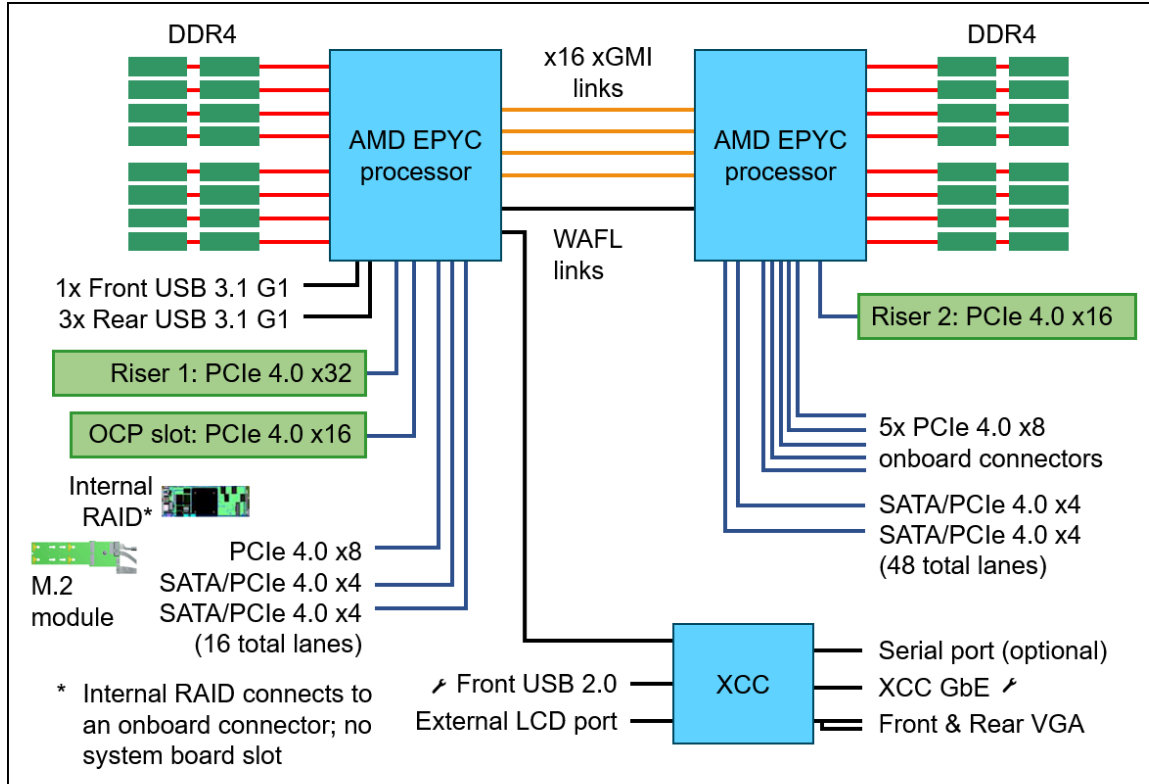 DDR4
DDR4
x16 xGMI
links
AMD EPYC
processor
AMD EPYC
processor
WAFL
links
1x Front USB 3.1 G1
3x Rear USB 3.1 G1
Riser 1: PCIe 4.0 x32
OCP slot: PCIe 4.0 x16
Riser 2: PCIe 4.0 x16
5x PCIe 4.0 x8
onboard connectors
SATA/PCIe 4.0 x4
SATA/PCIe 4.0 x4
(48 total lanes)
Internal
RAID*
M.2
module
PCIe 4.0 x8
SATA/PCIe 4.0 x4
SATA/PCIe 4.0 x4
(16 total lanes)
* Internal RAID connects to
an onboard connector; no
system board slot
Front USB 2.0
External LCD port
XCC
Serial port (optional)
XCC GbE
Front & Rear VGA